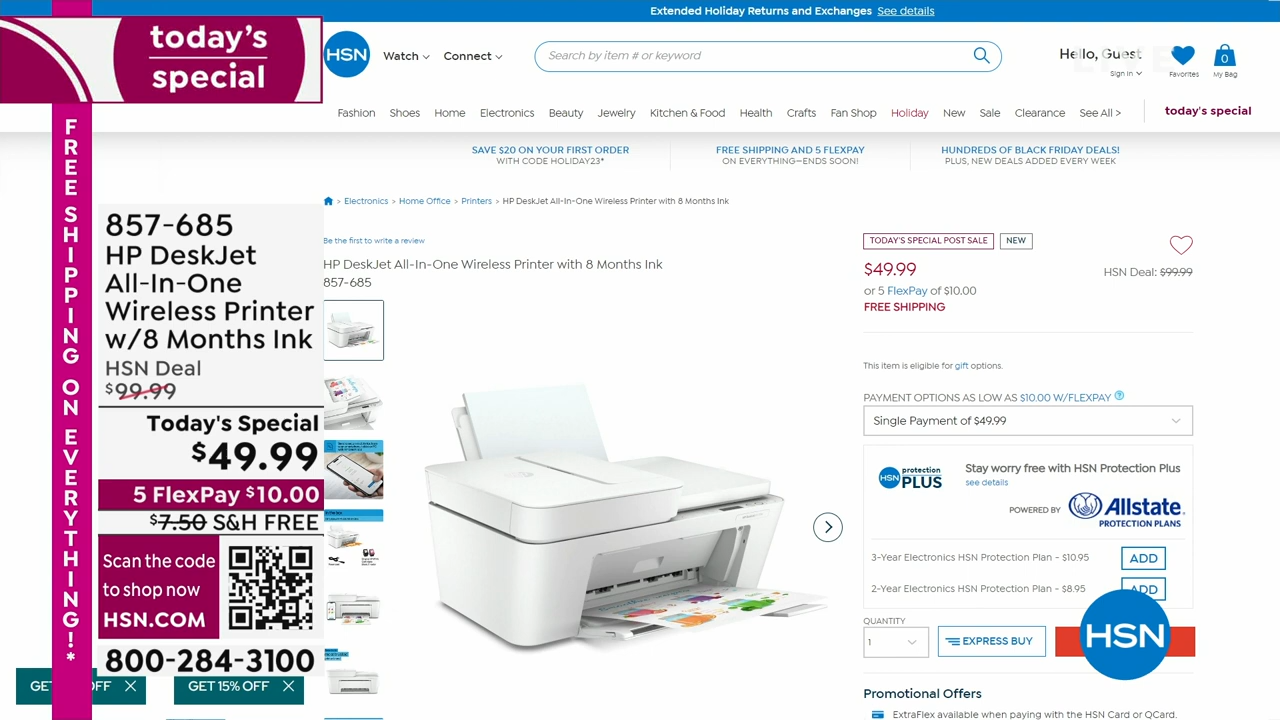 Extended Holiday Returns and Exchanges See details
today's
special
HSN
Watch
Connect
Search by item # or keyword
Hello, Guest
Sign in
Favorites
0
My Bag
Fashion Shoes Home Electronics Beauty Jewelry Kitchen & Food Health Crafts Fan Shop Holiday New Sale Clearance See All >
today's special
SAVE $20 ON YOUR FIRST ORDER
WITH CODE HOLIDAY23*
FREE SHIPPING AND 5 FLEXPAY
ON EVERYTHING—ENDS SOON!
HUNDREDS OF BLACK FRIDAY DEALS!
PLUS, NEW DEALS ADDED EVERY WEEK
FREE SHIPPING ON EVERYTHING!*
> Electronics > Home Office > Printers > HP DeskJet All-In-One Wireless Printer with 8 Months Ink
857-685
HP DeskJet
All-In-One
Wireless Printer
w/8 Months Ink
HSN Deal
$99.99
Today's Special
$49.99
5 FlexPay $10.00
$7.50 S&H FREE
Scan the code
to shop now
HSN.COM
800-284-3100
GET
OFF
GET 15% OFF
Be the first to write a review
HP DeskJet All-In-One Wireless Printer with 8 Months Ink
857-685
TODAY'S SPECIAL POST SALE
NEW
$49.99
HSN Deal: $99.99
or 5 FlexPay of $10.00
FREE SHIPPING
This item is eligible for gift options.
PAYMENT OPTIONS AS LOW AS $10.00 W/FLEXPAY ?
Single Payment of $49.99
HSN protection PLUS
Stay worry free with HSN Protection Plus
see details
POWERED BY
Allstate.
PROTECTION PLANS
3-Year Electronics HSN Protection Plan - $10.95
ADD
2-Year Electronics HSN Protection Plan - $8.95
ADD
QUANTITY
1
EXPRESS BUY
HSN
Promotional Offers
ExtraFlex available when paying with the HSN Card or QCard.